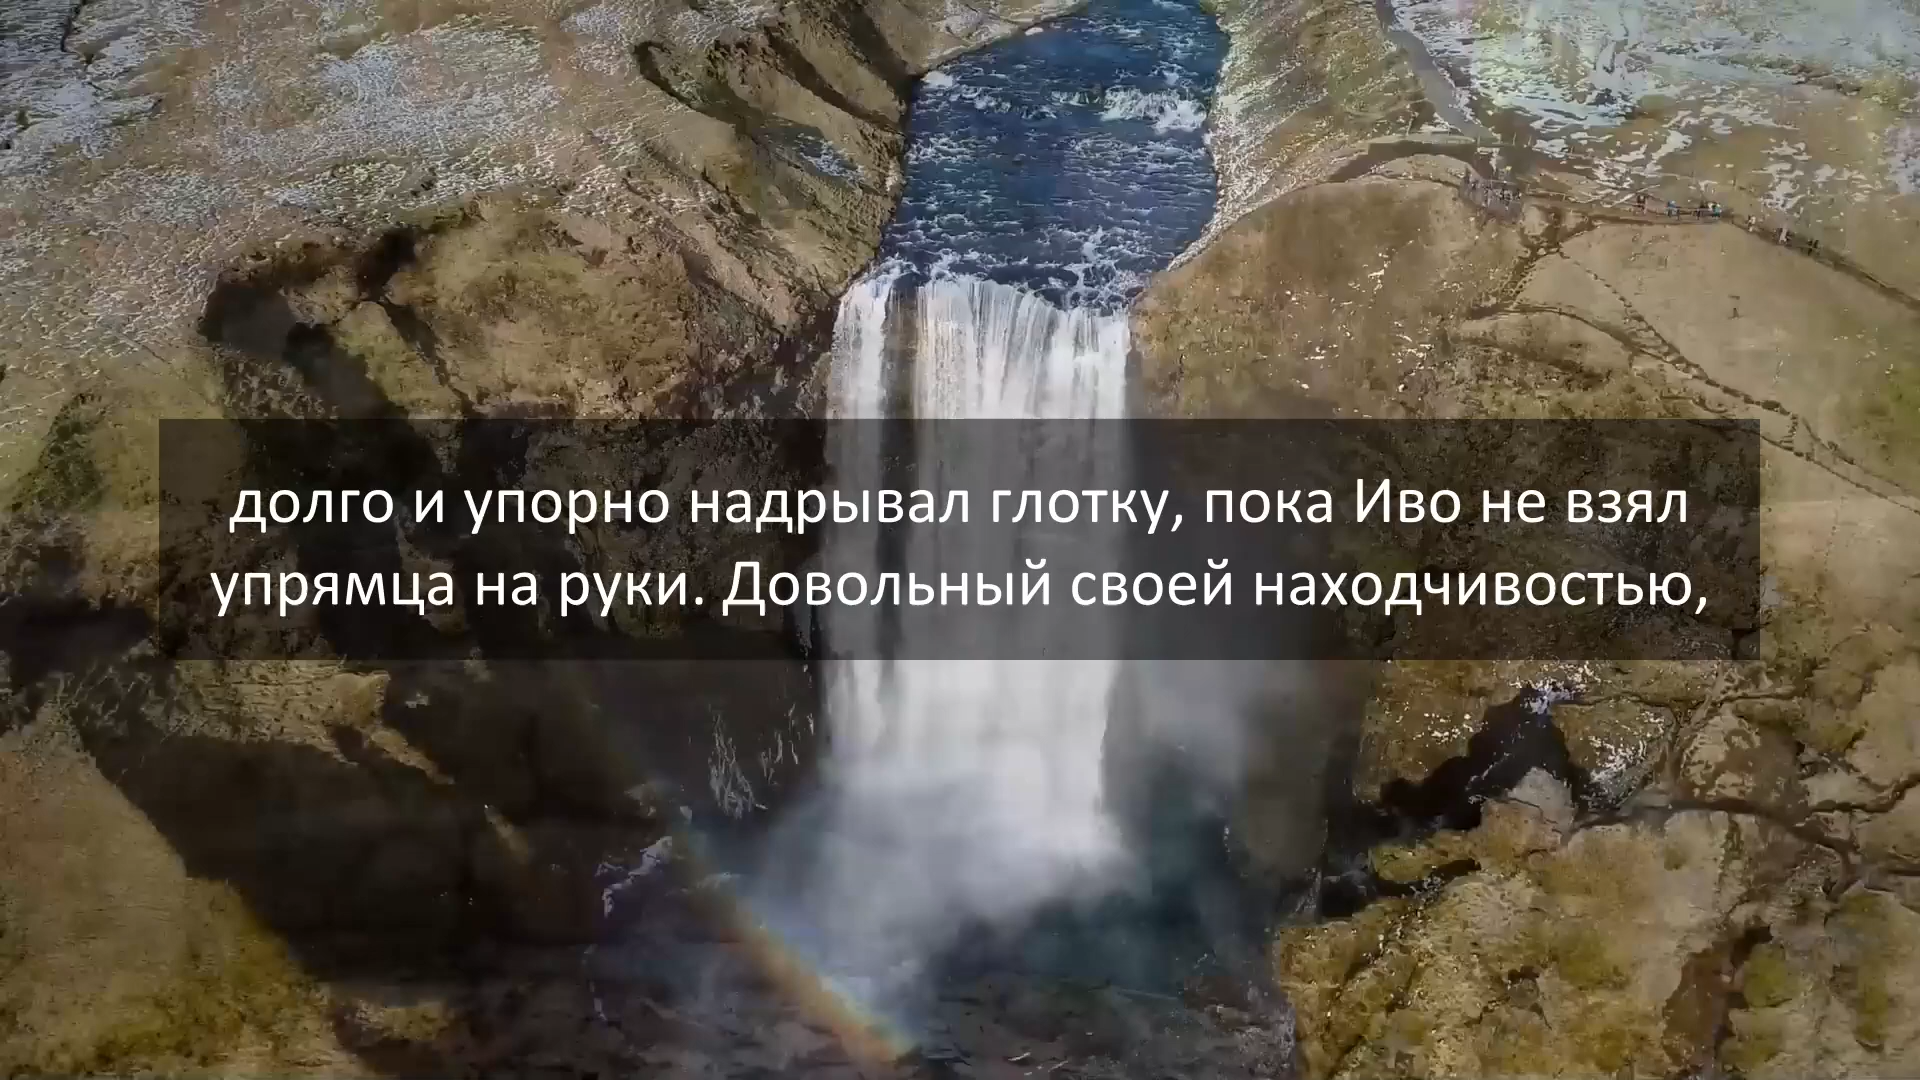 долго и упорно надрывал глотку, пока Иво не взял
упрямца на руки. Довольный своей находчивостью,